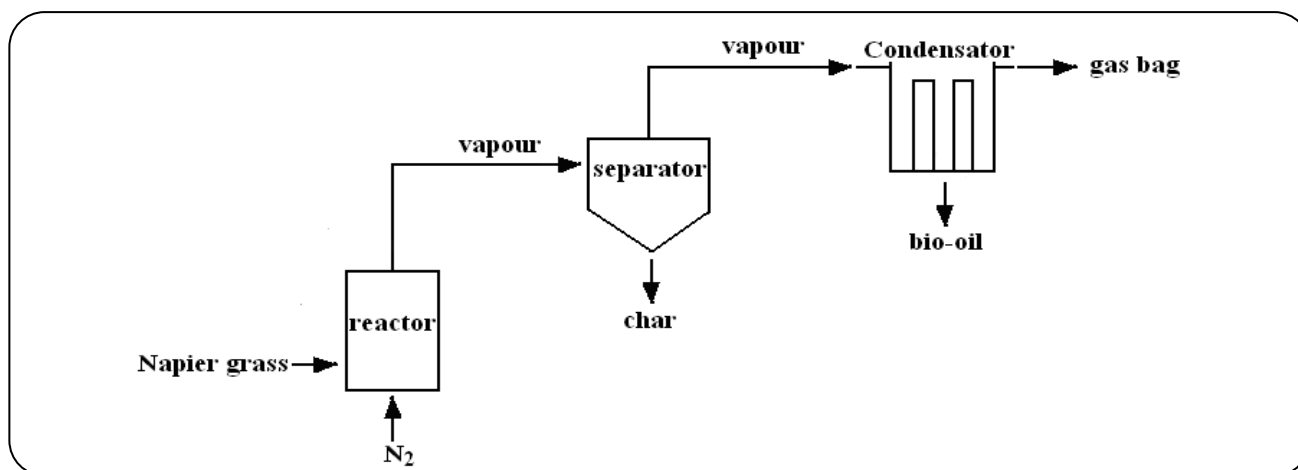 vapour
Condensator
gas bag
vapour
separator
bio-oil
char
reactor
Napier grass
N₂